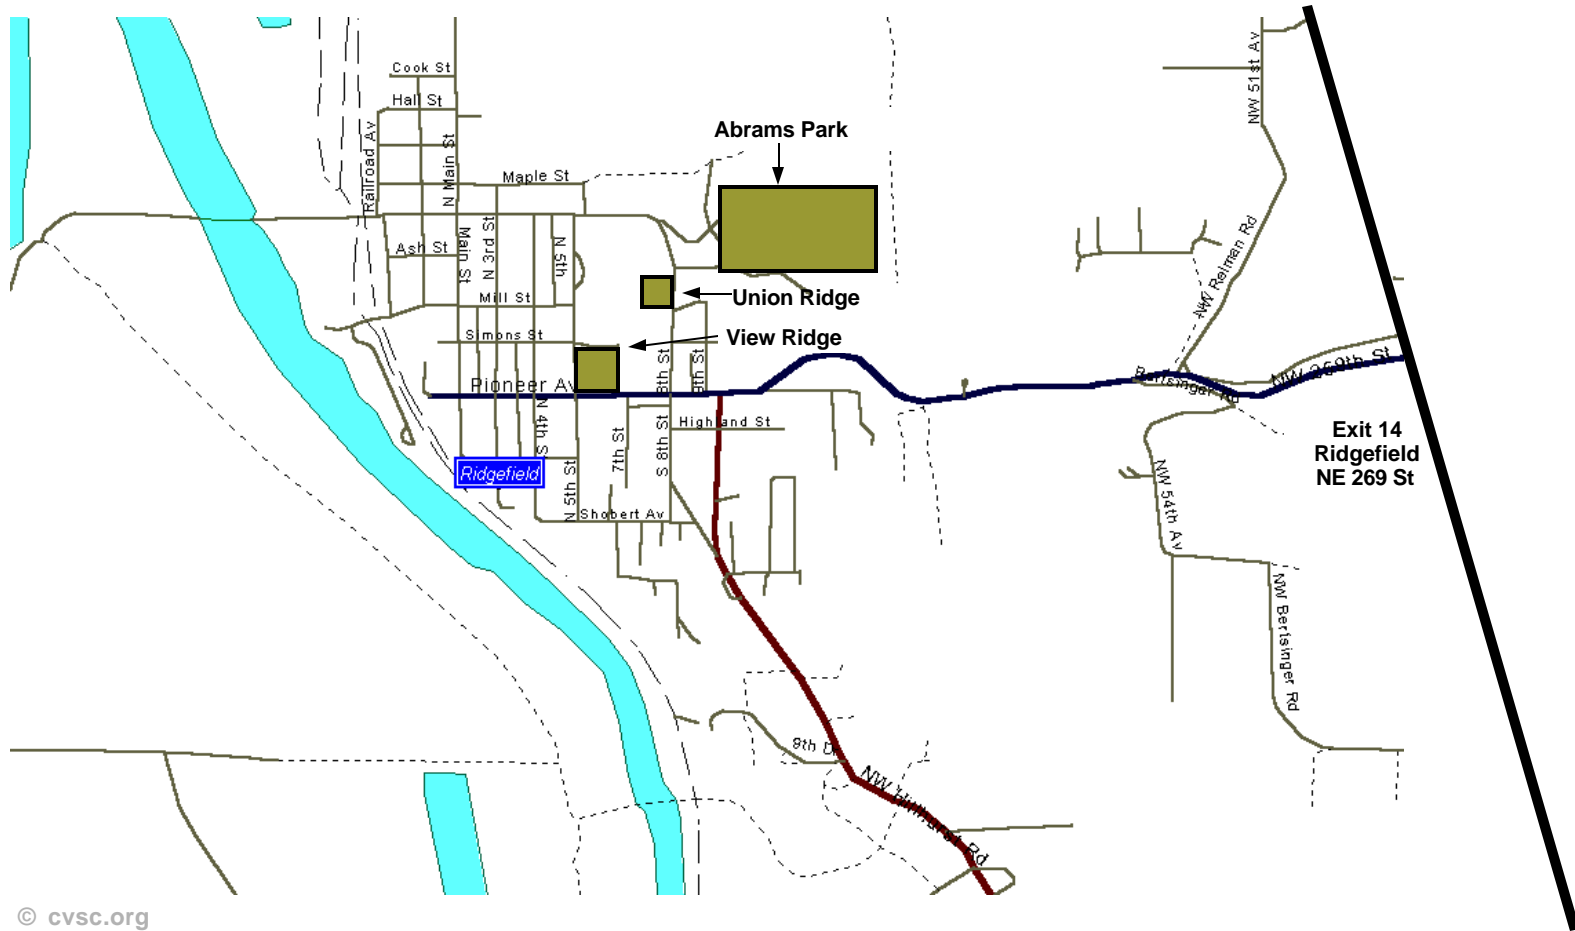 Cook St
Hall St
Railroad Av
N Main St
Abrams Park
Maple St
NW 51st Av
Ash St
Main St
N 3rd St
N 5th
NW Reiman Rd
Mill St
Union Ridge
Simons St
View Ridge
8th St
9th St
Pioneer Av
Bertsinger Rd
NW 269th St
N 4th St
Highland St
7th St
S 8th St
Exit 14
Ridgefield
NE 269 St
Ridgefield
N 5th St
Shobert Av
NW 54th Av
NW Bertsinger Rd
9th Dr
NW Hillhurst Rd
© cvsc.org